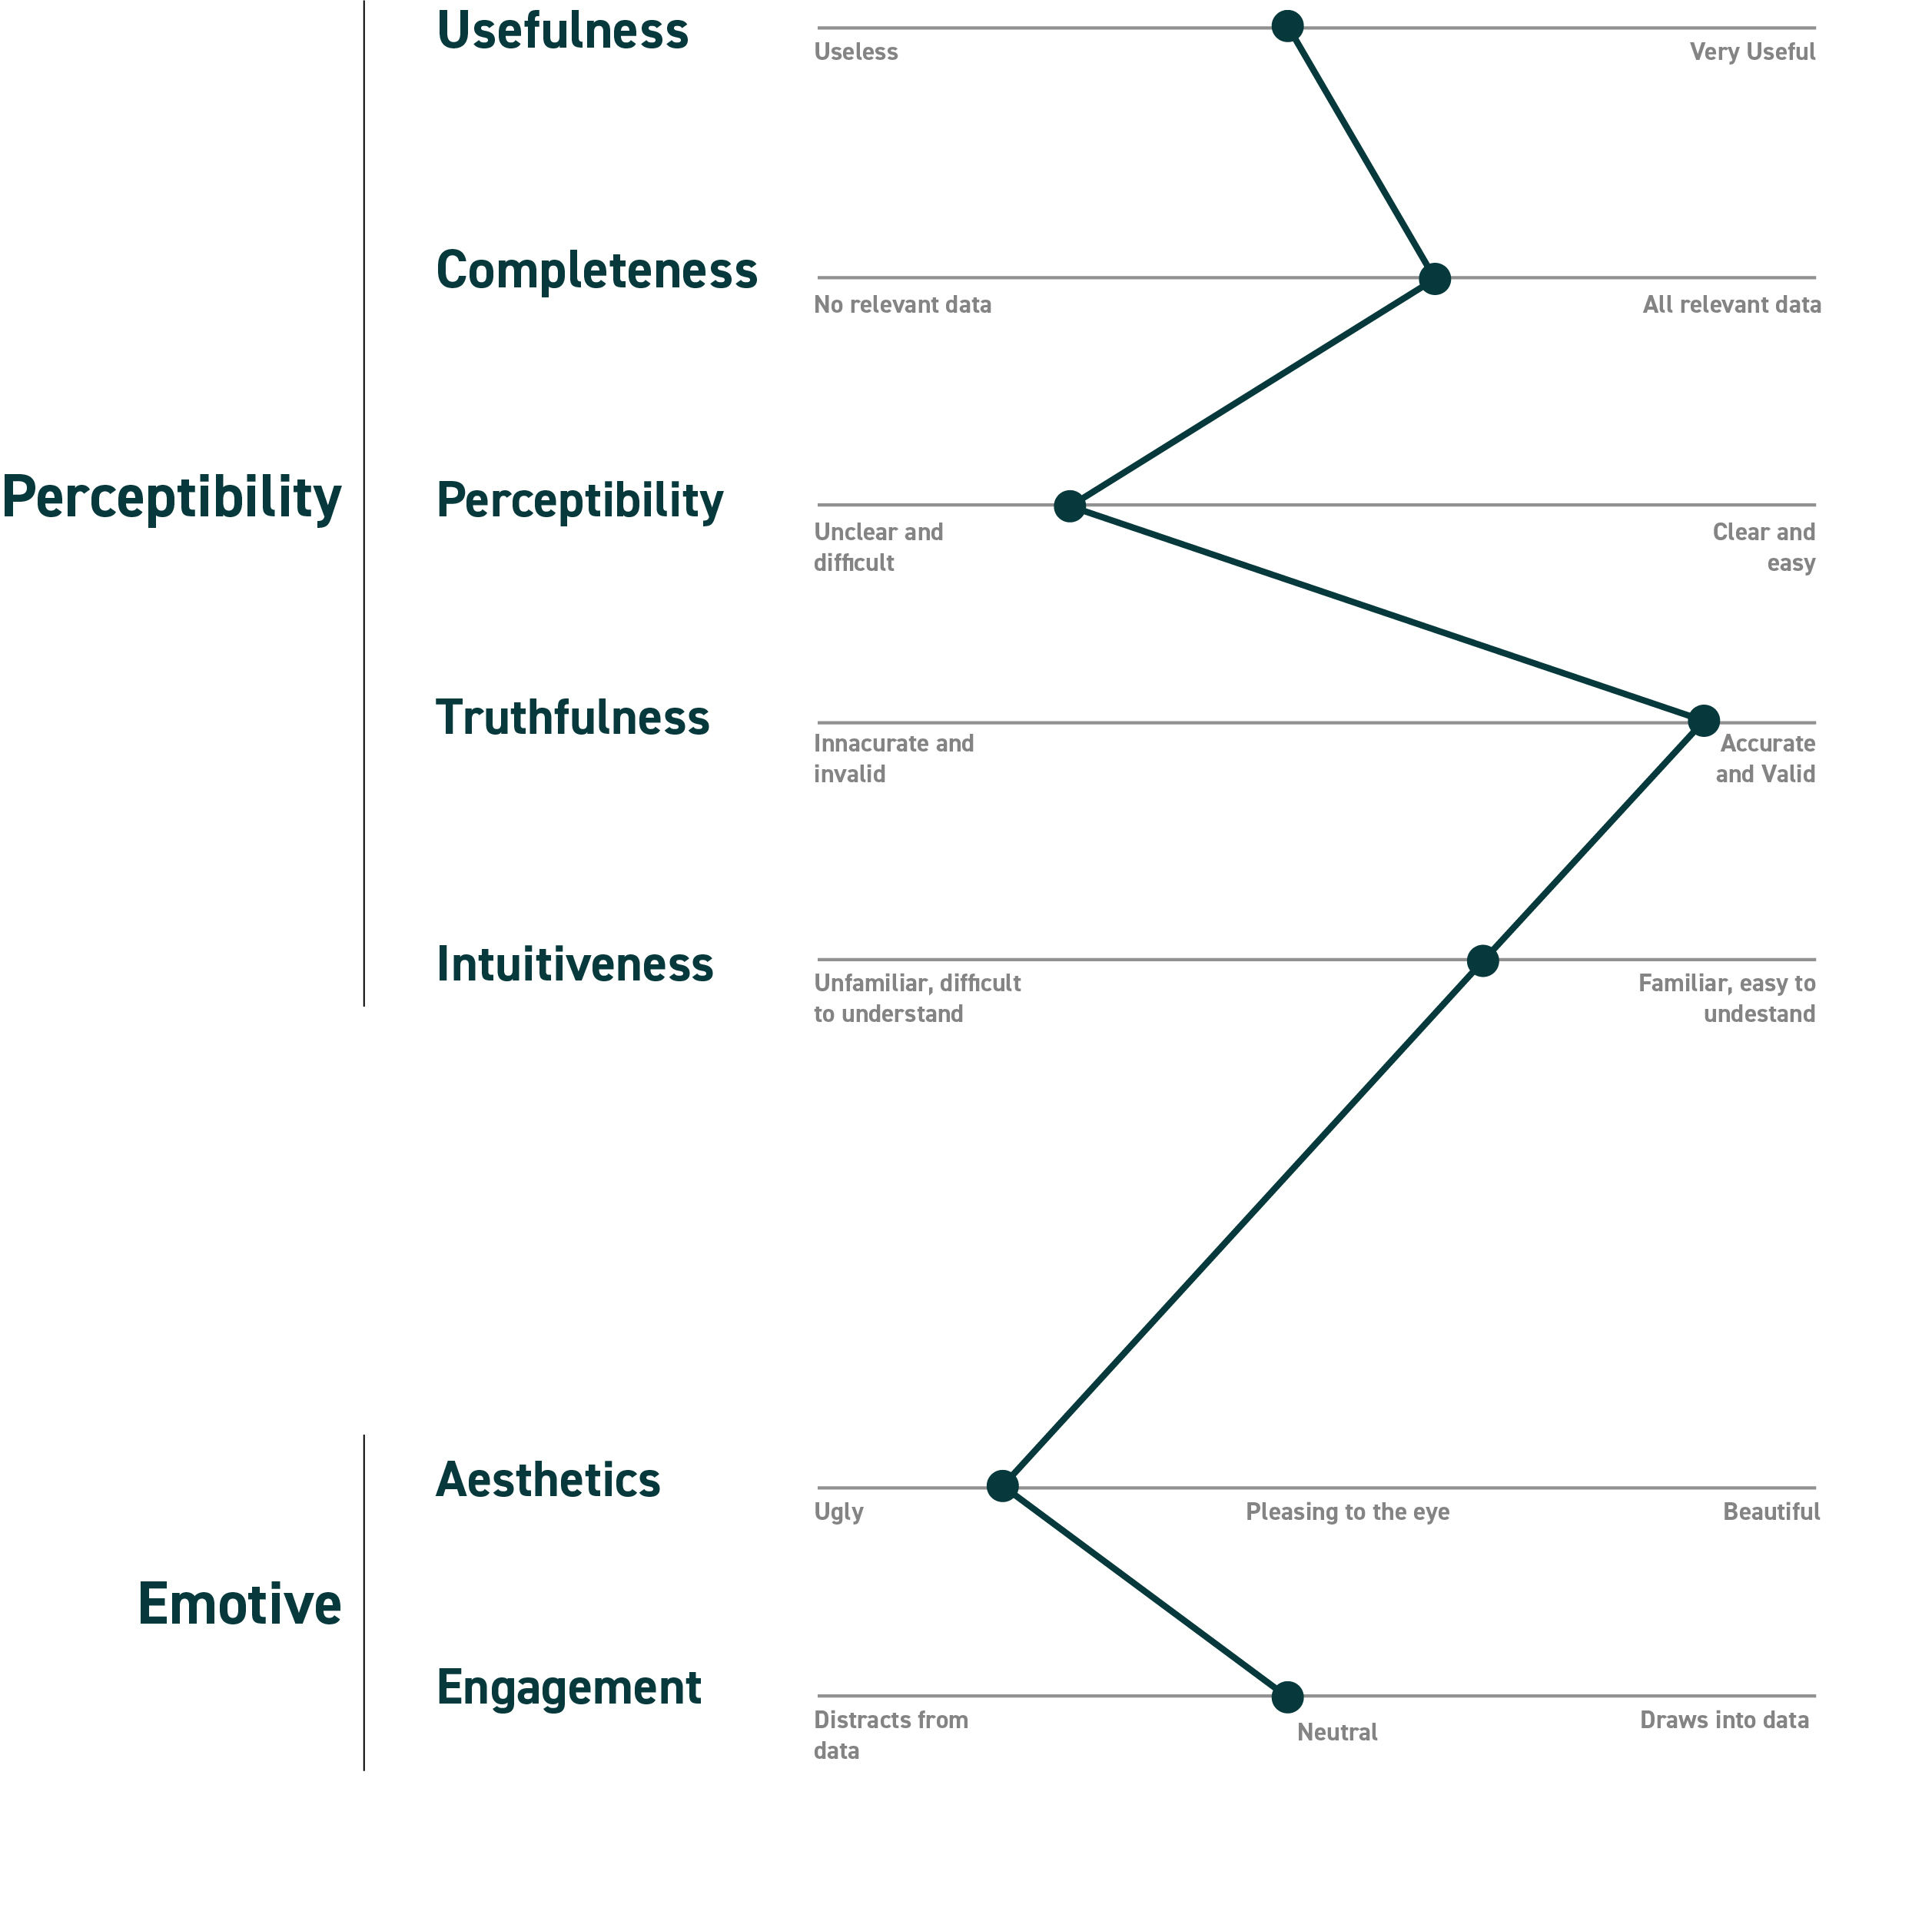 Usefulness
Useless
Very Useful
Completeness
No relevant data
All relevant data
Perceptibility
Perceptibility
Unclear and
difficult
Clear and
easy
Truthfulness
Innacurate and
invalid
Accurate
and Valid
Intuitiveness
Unfamiliar, difficult
to understand
Familiar, easy to
undestand
Aesthetics
Ugly
Pleasing to the eye
Beautiful
Emotive
Engagement
Distracts from
data
Neutral
Draws into data